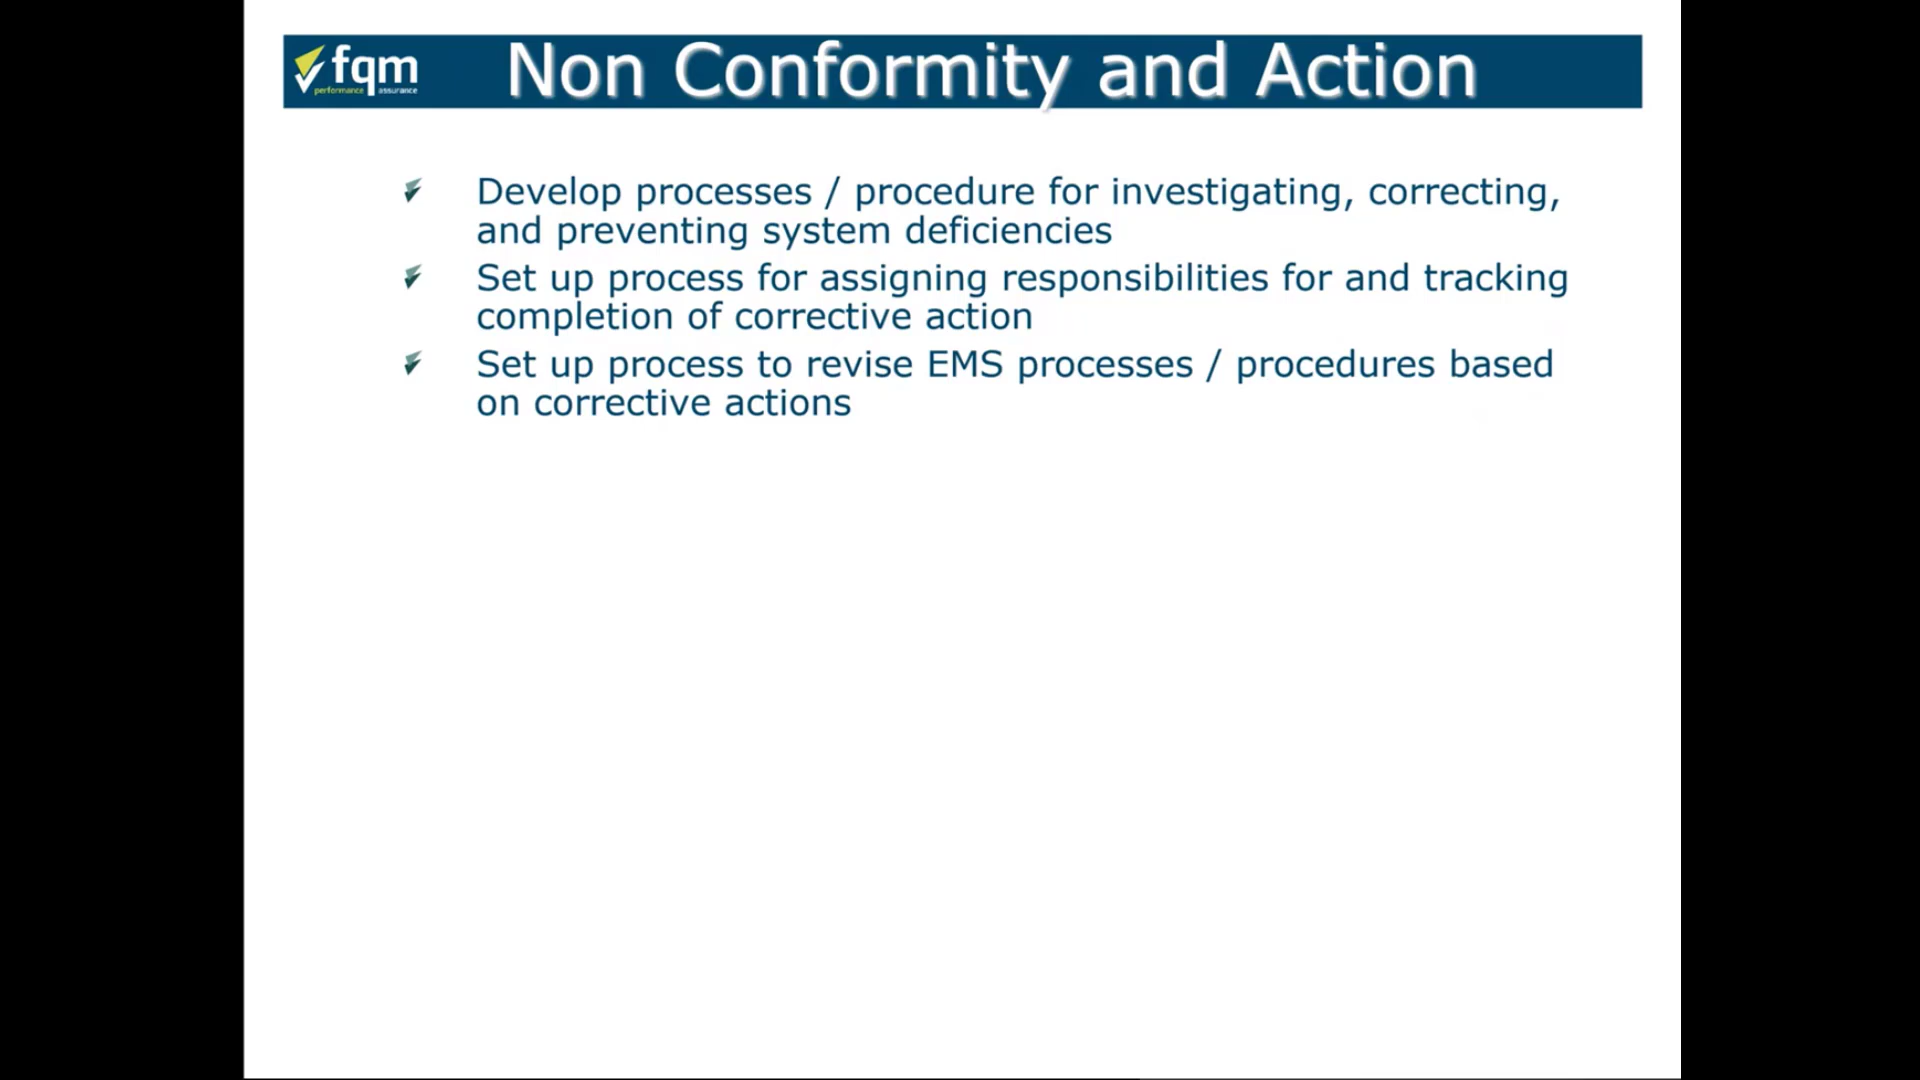 fqm
performance assurance
Non Conformity and Action
Develop processes / procedure for investigating, correcting,
and preventing system deficiencies
Set up process for assigning responsibilities for and tracking
completion of corrective action
Set up process to revise EMS processes / procedures based
on corrective actions